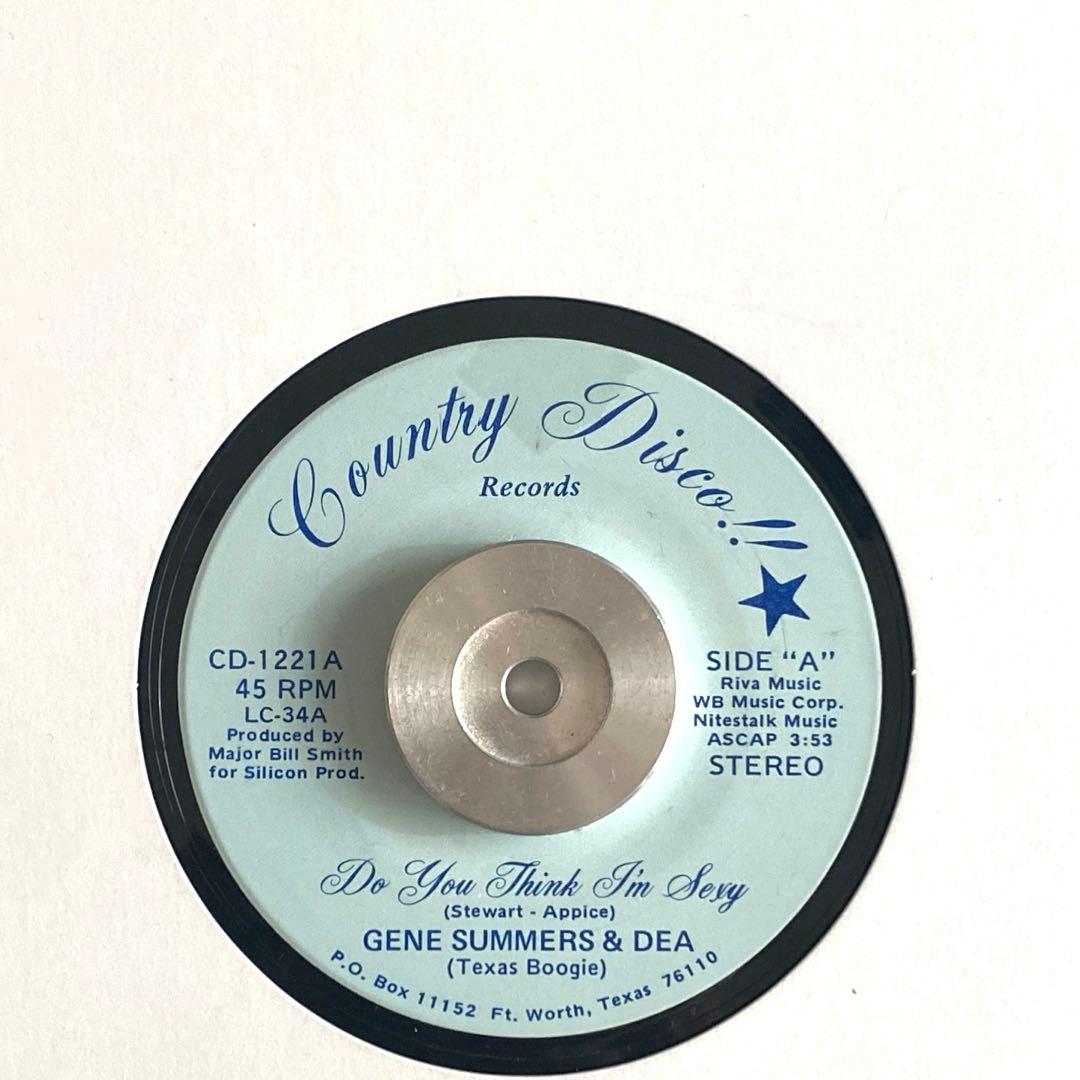 Country Disco!!
Records
CD-1221A
45 RPM
LC-34A
Produced by
Major Bill Smith
for Silicon Prod.
SIDE "A"
Riva Music
WB Music Corp.
Nitestalk Music
ASCAP 3:53
STEREO
Do You Think I'm Sexy
(Stewart - Appice)
GENE SUMMERS & DEA
(Texas Boogie)
P.O. Box 11152 Ft. Worth, Texas 76110